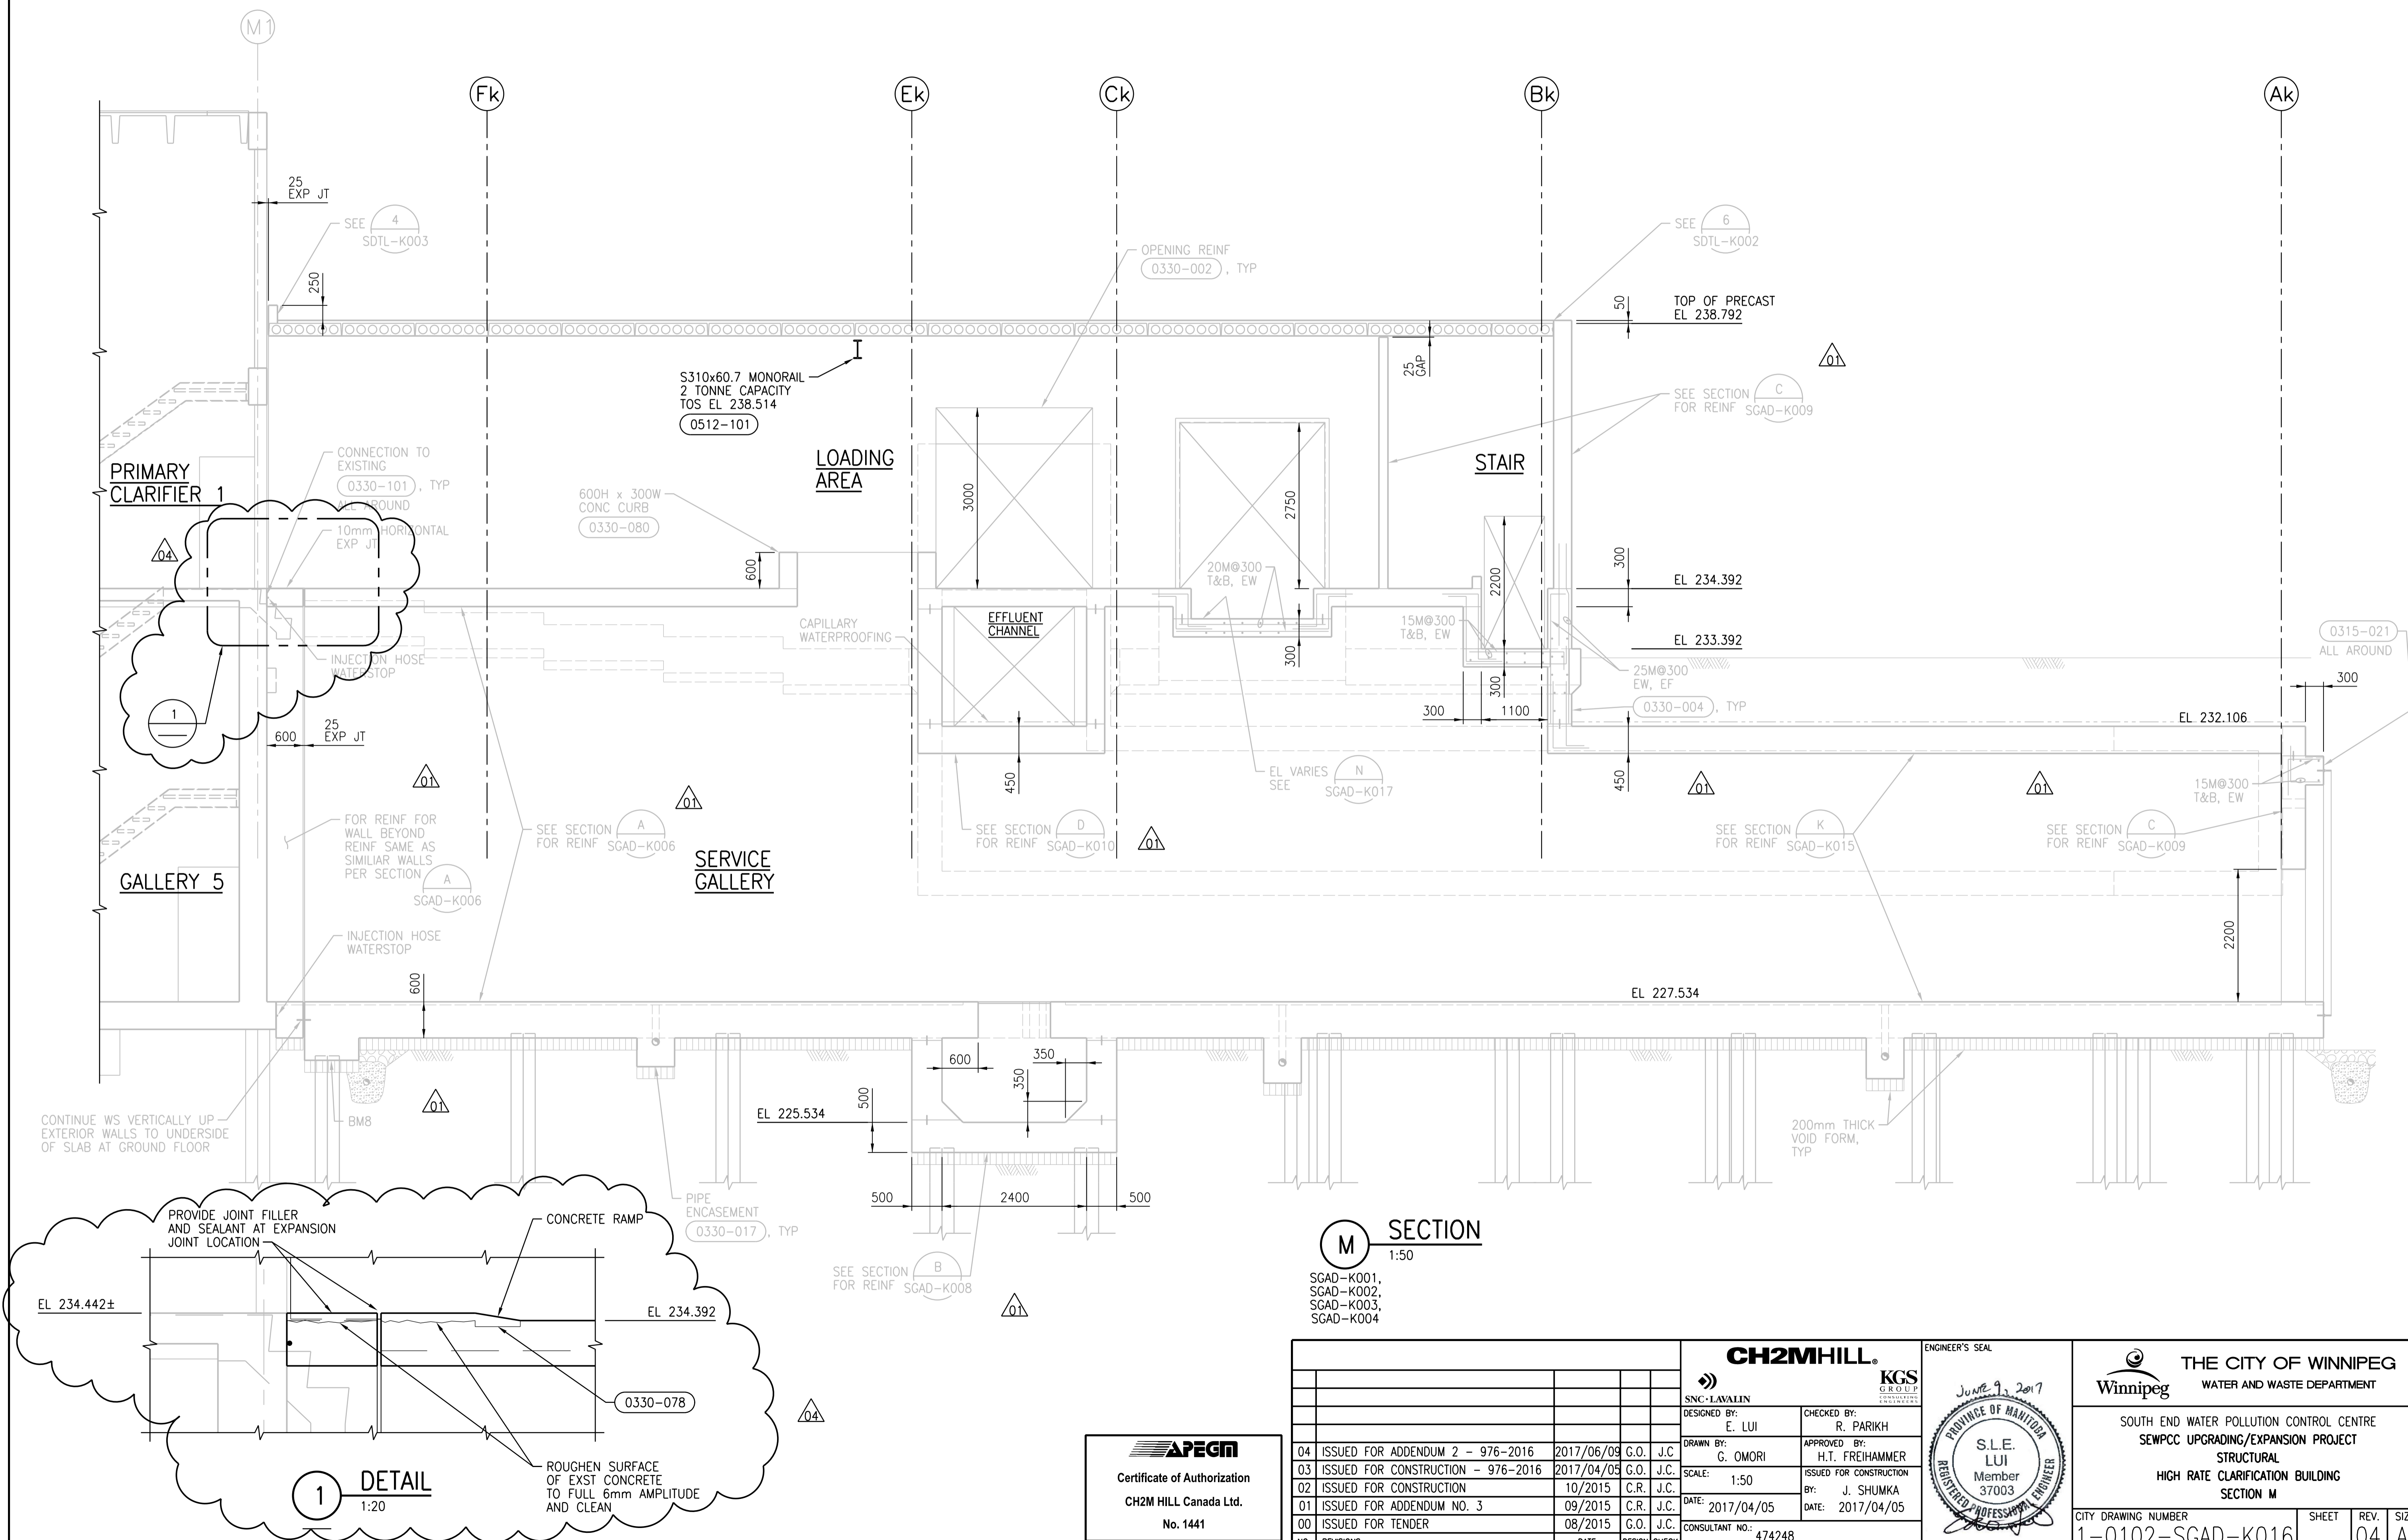 M1
Fk
Ek
Ck
Bk
Ak
25
EXP JT
SEE 4
SDTL-K003
250
OPENING REINF
0330-002 , TYP
SEE 6
SDTL-K002
50
TOP OF PRECAST
EL 238.792
01
S310x60.7 MONORAIL
2 TONNE CAPACITY
TOS EL 238.514
0512-101
25
GAP
SEE SECTION C
FOR REINF SGAD-K009
PRIMARY
CLARIFIER 1
CONNECTION TO
EXISTING
0330-101 , TYP
ALL AROUND
10mm HORIZONTAL
EXP JT
04
600H x 300W
CONC CURB
0330-080
LOADING
AREA
STAIR
3000
2750
2200
600
300
EL 234.392
20M@300
T&B, EW
EFFLUENT
CHANNEL
CAPILLARY
WATERPROOFING
15M@300
T&B, EW
EL 233.392
0315-021
ALL AROUND
INJECTION HOSE
WATERSTOP
300
300
25M@300
EW, EF
0330-004 , TYP
300
1
300
1100
EL 232.106
600
25
EXP JT
01
01
450
EL VARIES N
SEE SGAD-K017
450
01
01
15M@300
T&B, EW
FOR REINF FOR
WALL BEYOND
REINF SAME AS
SIMILIAR WALLS
PER SECTION A
SGAD-K006
SEE SECTION A
FOR REINF SGAD-K006
SEE SECTION D
FOR REINF SGAD-K010
01
SEE SECTION K
FOR REINF SGAD-K015
SEE SECTION C
FOR REINF SGAD-K009
GALLERY 5
SERVICE
GALLERY
INJECTION HOSE
WATERSTOP
2200
600
EL 227.534
600
350
350
01
EL 225.534
500
CONTINUE WS VERTICALLY UP
EXTERIOR WALLS TO UNDERSIDE
OF SLAB AT GROUND FLOOR
BM8
200mm THICK
VOID FORM,
TYP
PIPE
ENCASEMENT
0330-017 , TYP
500
2400
500
SEE SECTION B
FOR REINF SGAD-K008
01
M SECTION
1:50
SGAD-K001,
SGAD-K002,
SGAD-K003,
SGAD-K004
PROVIDE JOINT FILLER
AND SEALANT AT EXPANSION
JOINT LOCATION
CONCRETE RAMP
EL 234.442±
EL 234.392
0330-078
04
ROUGHEN SURFACE
OF EXST CONCRETE
TO FULL 6mm AMPLITUDE
AND CLEAN
1 DETAIL
1:20
APEGM
Certificate of Authorization
CH2M HILL Canada Ltd.
No. 1441
04 ISSUED FOR ADDENDUM 2 - 976-2016 2017/06/09 G.O. J.C
03 ISSUED FOR CONSTRUCTION - 976-2016 2017/04/05 G.O. J.C.
02 ISSUED FOR CONSTRUCTION 10/2015 C.R. J.C.
01 ISSUED FOR ADDENDUM NO. 3 09/2015 C.R. J.C.
00 ISSUED FOR TENDER 08/2015 G.O. J.C.
CH2MHILL®
SNC·LAVALIN
KGS
GROUP
CONSULTING
ENGINEERS
DESIGNED BY:
E. LUI
CHECKED BY:
R. PARIKH
DRAWN BY:
G. OMORI
APPROVED BY:
H.T. FREIHAMMER
SCALE:
1:50
ISSUED FOR CONSTRUCTION
BY: J. SHUMKA
DATE: 2017/04/05
DATE: 2017/04/05
CONSULTANT NO.:
474248
ENGINEER'S SEAL
JUNE 9, 2017
PROVINCE OF MANITOBA
S.L.E.
LUI
Member
37003
REGISTERED PROFESSIONAL ENGINEER
Winnipeg
THE CITY OF WINNIPEG
WATER AND WASTE DEPARTMENT
SOUTH END WATER POLLUTION CONTROL CENTRE
SEWPCC UPGRADING/EXPANSION PROJECT
STRUCTURAL
HIGH RATE CLARIFICATION BUILDING
SECTION M
CITY DRAWING NUMBER
1-0102-SGAD-K016
SHEET
REV.
04